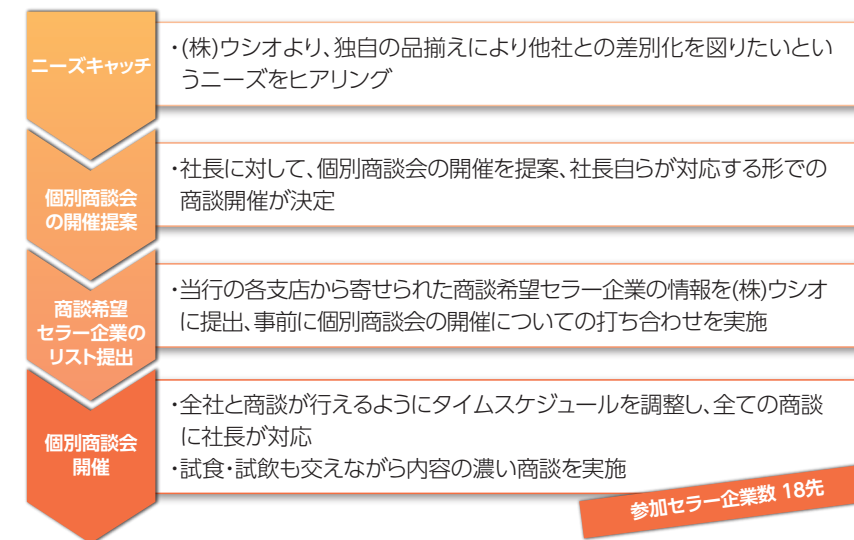 ニーズキャッチ
・(株)ウシオより、独自の品揃えにより他社との差別化を図りたいとい
うニーズをヒアリング
個別商談会
の開催提案
・社長に対して、個別商談会の開催を提案、社長自らが対応する形での
商談開催が決定
商談希望
セラー企業の
リスト提出
・当行の各支店から寄せられた商談希望セラー企業の情報を(株)ウシオ
に提出、事前に個別商談会の開催についての打ち合わせを実施
個別商談会
開催
・全社と商談が行えるようにタイムスケジュールを調整し、全ての商談
に社長が対応
・試食・試飲も交えながら内容の濃い商談を実施
参加セラー企業数 18先